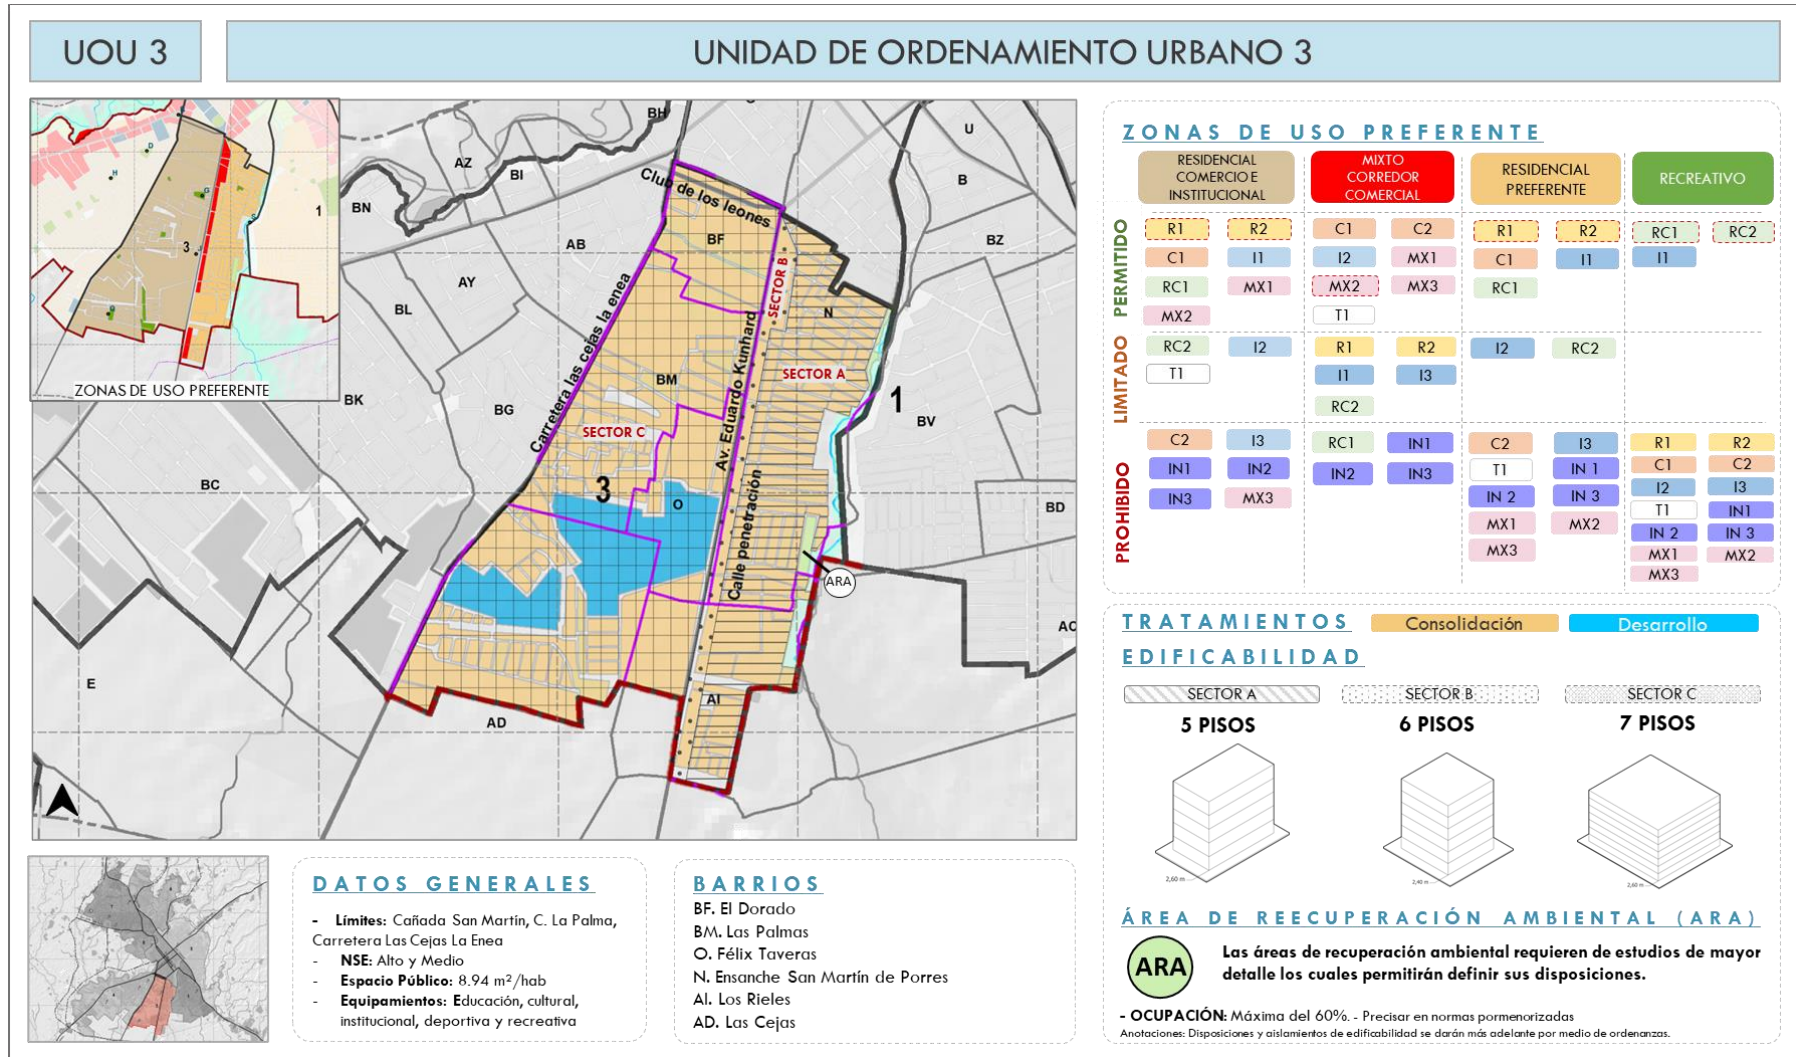 UOU 3
UNIDAD DE ORDENAMIENTO URBANO 3
D
H
G
3
1
ZONAS DE USO PREFERENTE
BH
AZ
BI
BN
AB
AY
BL
BK
BG
BC
E
U
B
BZ
BV
BD
AC
Club de los leones
BF
SECTOR B
N
Carretera las cejas la enea
Av. Eduardo Kunhard
BM
SECTOR A
SECTOR C
1
3
O
Calle penetración
ARA
AI
AD
ZONAS DE USO PREFERENTE
RESIDENCIAL COMERCIO E INSTITUCIONAL
MIXTO CORREDOR COMERCIAL
RESIDENCIAL PREFERENTE
RECREATIVO
PERMITIDO
R1 R2 C1 C2 R1 R2 RC1 RC2
C1 I1 I2 MX1 C1 I1 I1
RC1 MX1 MX2 MX3 RC1
MX2 T1
LIMITADO
RC2 I2 R1 R2 I2 RC2
T1 I1 I3
RC2
PROHIBIDO
C2 I3 RC1 IN1 C2 I3 R1 R2
IN1 IN2 IN2 IN3 T1 IN 1 C1 C2
IN3 MX3 IN 2 IN 3 I2 I3
MX1 MX2 T1 IN1
MX3 IN 2 IN 3
MX1 MX2
MX3
TRATAMIENTOS
Consolidación
Desarrollo
EDIFICABILIDAD
SECTOR A SECTOR B SECTOR C
5 PISOS 6 PISOS 7 PISOS
2,60 m 2,40 m 2,60 m
ÁREA DE REECUPERACIÓN AMBIENTAL (ARA)
ARA
Las áreas de recuperación ambiental requieren de estudios de mayor
detalle los cuales permitirán definir sus disposiciones.
- OCUPACIÓN: Máxima del 60%. - Precisar en normas pormenorizadas
Anotaciones: Disposiciones y aislamientos de edificabilidad se darán más adelante por medio de ordenanzas.
DATOS GENERALES
- Límites: Cañada San Martín, C. La Palma,
Carretera Las Cejas La Enea
- NSE: Alto y Medio
- Espacio Público: 8.94 m²/hab
- Equipamientos: Educación, cultural,
institucional, deportiva y recreativa
BARRIOS
BF. El Dorado
BM. Las Palmas
O. Félix Taveras
N. Ensanche San Martín de Porres
AI. Los Rieles
AD. Las Cejas